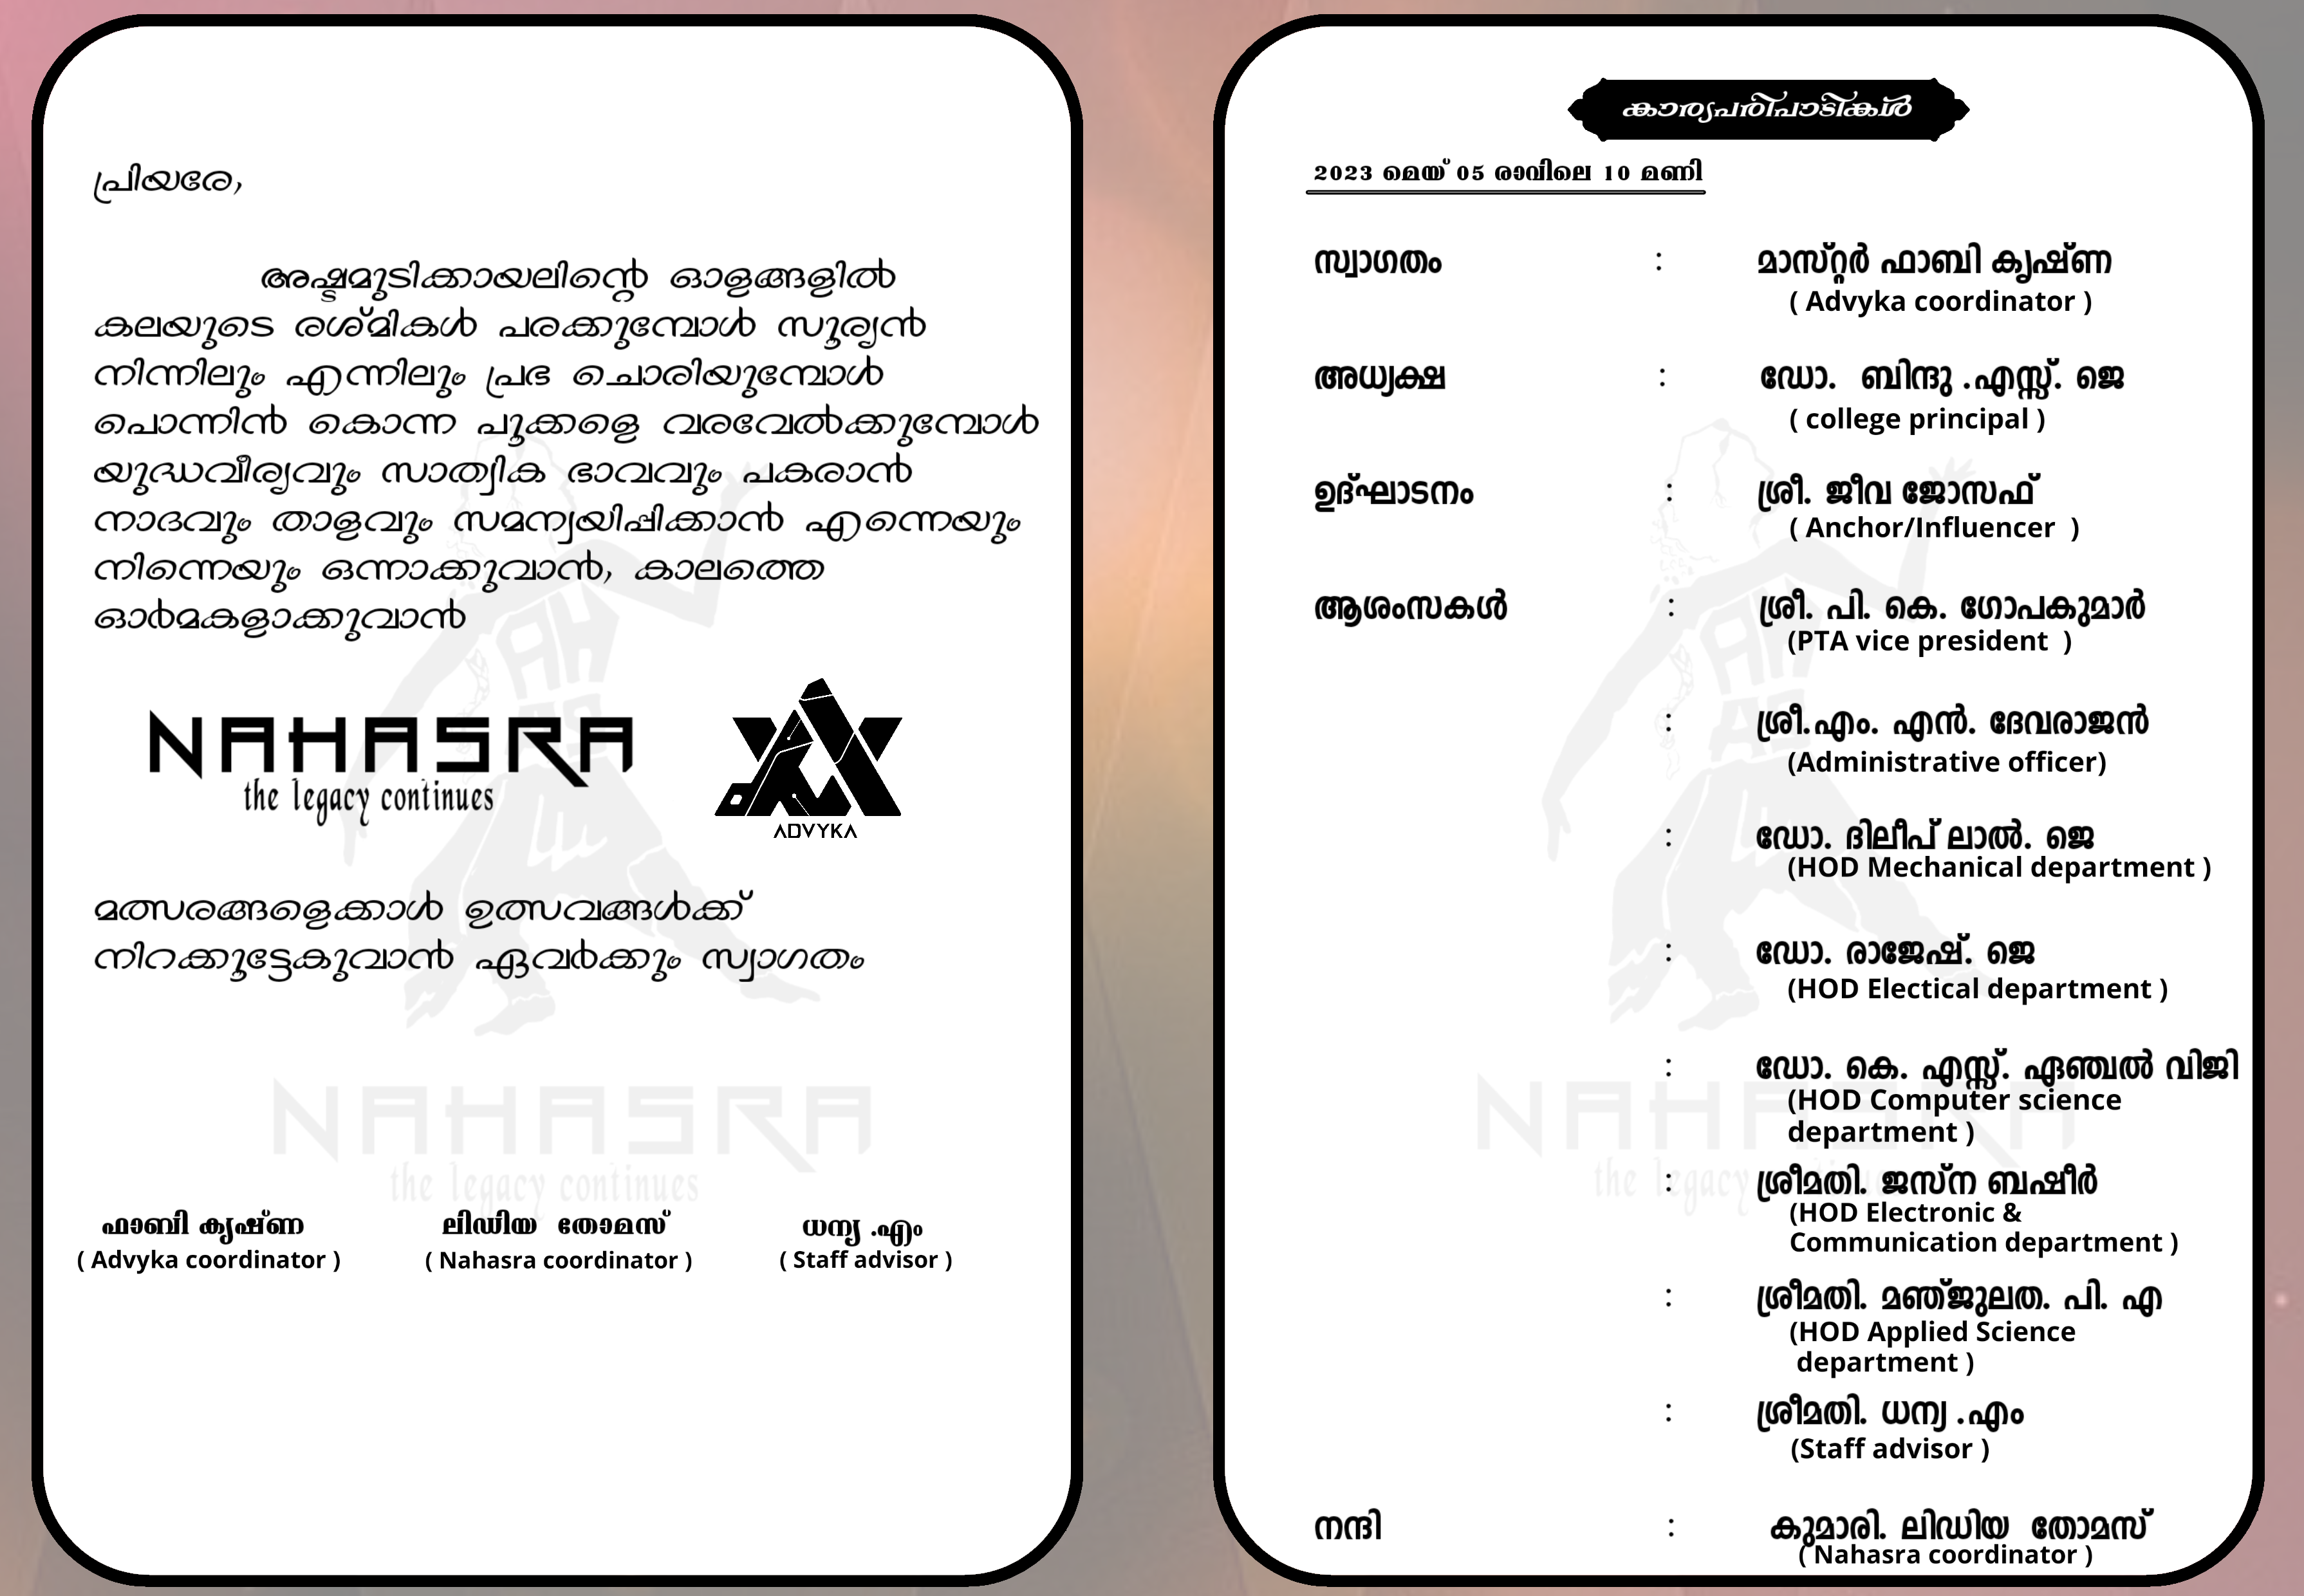 പ്രിയരേ,
അഷ്ടമുടിക്കായലിന്റെ ഓളങ്ങളിൽ
കലയുടെ രശ്മികൾ പരക്കുമ്പോൾ സൂര്യൻ
നിന്നിലും എന്നിലും പ്രഭ ചൊരിയുമ്പോൾ
പൊന്നിൻ കൊന്ന പൂക്കളെ വരവേൽക്കുമ്പോൾ
യുദ്ധവീര്യവും സാത്വിക ഭാവവും പകരാൻ
നാദവും താളവും സമന്വയിപ്പിക്കാൻ എന്നെയും
നിന്നെയും ഒന്നാക്കുവാൻ, കാലത്തെ
ഓർമകളാക്കുവാൻ
NAHASRA
the legacy continues
ADVYKA
മത്സരങ്ങളെക്കാൾ ഉത്സവങ്ങൾക്ക്
നിറക്കൂട്ടേകുവാൻ ഏവർക്കും സ്വാഗതം
NAHASRA
the legacy continues
ഫാബി കൃഷ്ണ
( Advyka coordinator )
ലിഡിയ തോമസ്
( Nahasra coordinator )
ധന്യ .എം
( Staff advisor )
കാര്യപരിപാടികൾ
2023 മെയ് 05 രാവിലെ 10 മണി
സ്വാഗതം : മാസ്റ്റർ ഫാബി കൃഷ്ണ
( Advyka coordinator )
അധ്യക്ഷ : ഡോ. ബിന്ദു .എസ്സ്. ജെ
( college principal )
ഉദ്ഘാടനം : ശ്രീ. ജീവ ജോസഫ്
( Anchor/Influencer )
ആശംസകൾ : ശ്രീ. പി. കെ. ഗോപകുമാർ
(PTA vice president )
: ശ്രീ.എം. എൻ. ദേവരാജൻ
(Administrative officer)
: ഡോ. ദിലീപ് ലാൽ. ജെ
(HOD Mechanical department )
: ഡോ. രാജേഷ്. ജെ
(HOD Electical department )
: ഡോ. കെ. എസ്സ്. ഏഞ്ചൽ വിജി
(HOD Computer science
department )
: ശ്രീമതി. ജസ്ന ബഷീർ
(HOD Electronic &
Communication department )
: ശ്രീമതി. മഞ്ജുലത. പി. എ
(HOD Applied Science
department )
: ശ്രീമതി. ധന്യ .എം
(Staff advisor )
നന്ദി : കുമാരി. ലിഡിയ തോമസ്
( Nahasra coordinator )
NAHASRA
the legacy continues